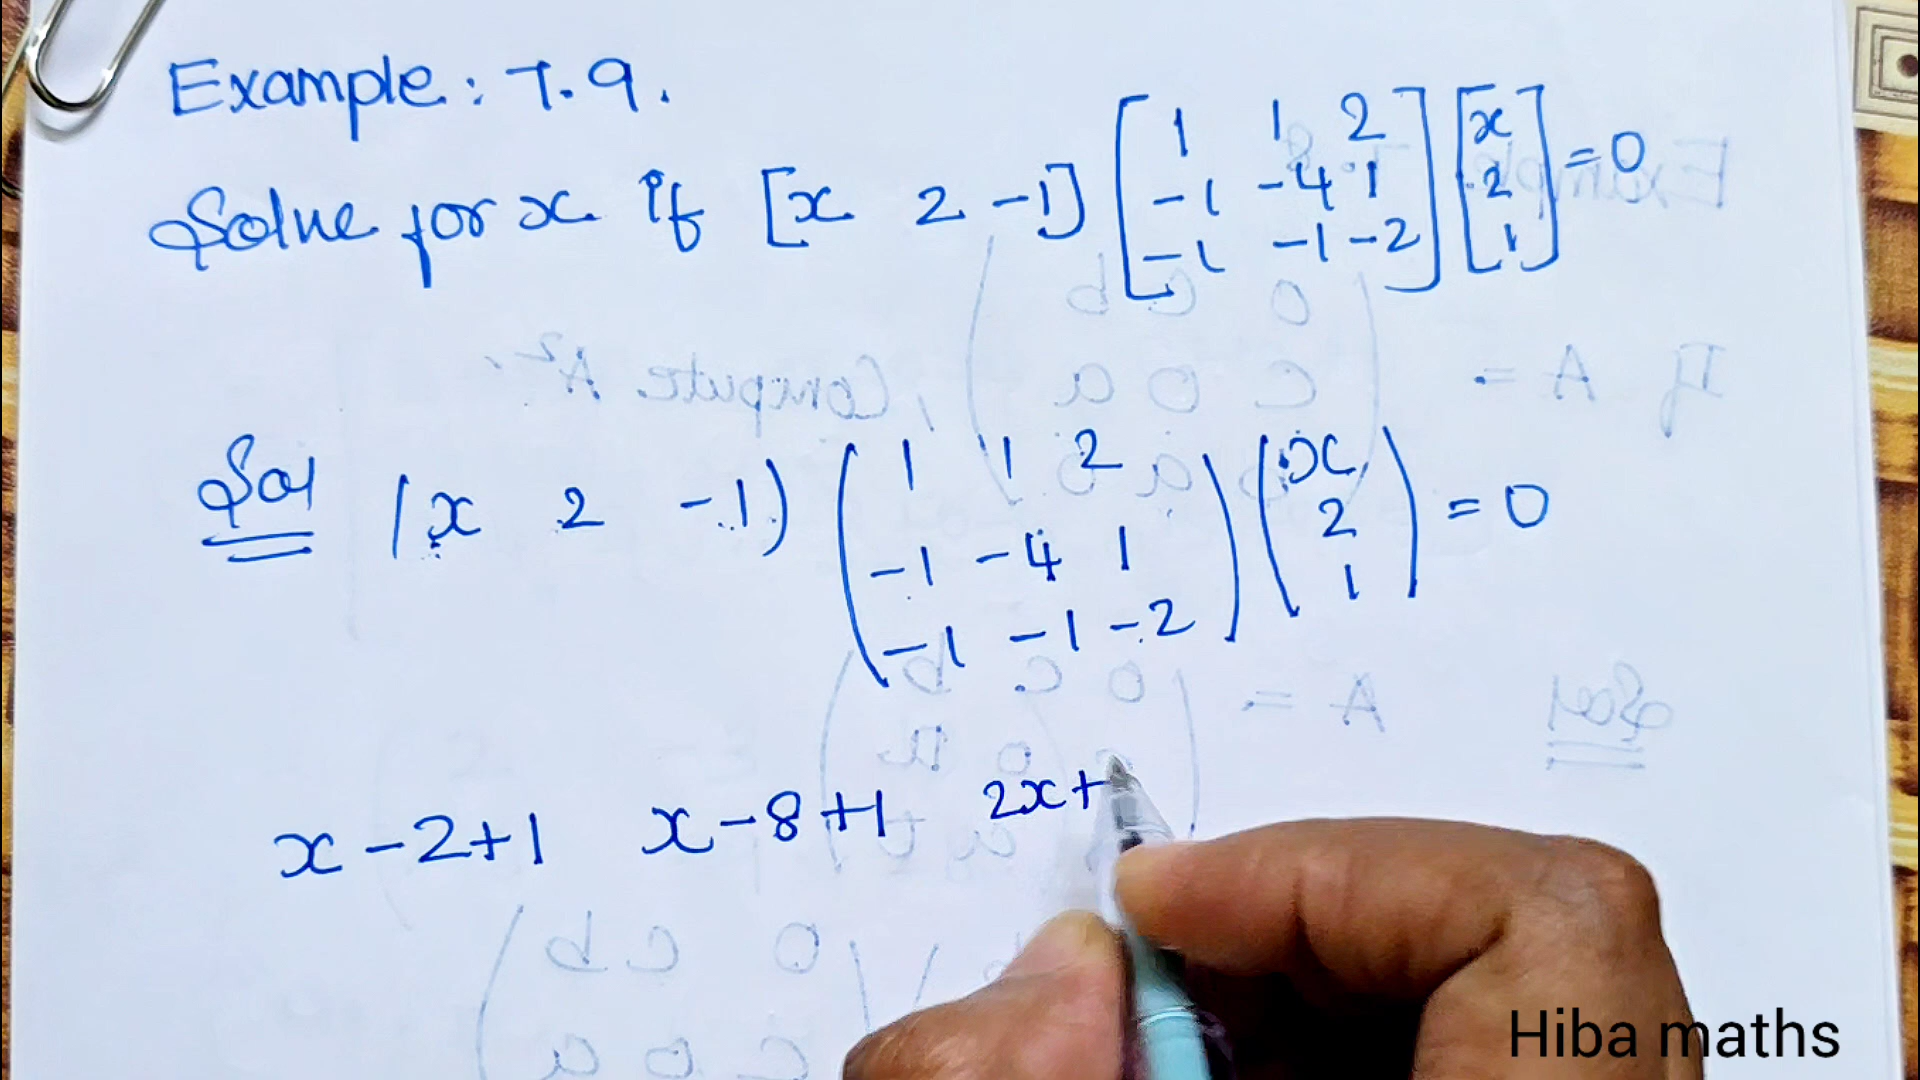 Example: 7.9.
Solve for x if [x 2 -1] [1 1 2
-1 -4 1
-1 -1 -2] [x
2
1] = 0
Sol (x 2 -1) (1 1 2
-1 -4 1
-1 -1 -2) (x
2
1) = 0
x-2+1 x-8+1 2x+
Hiba maths